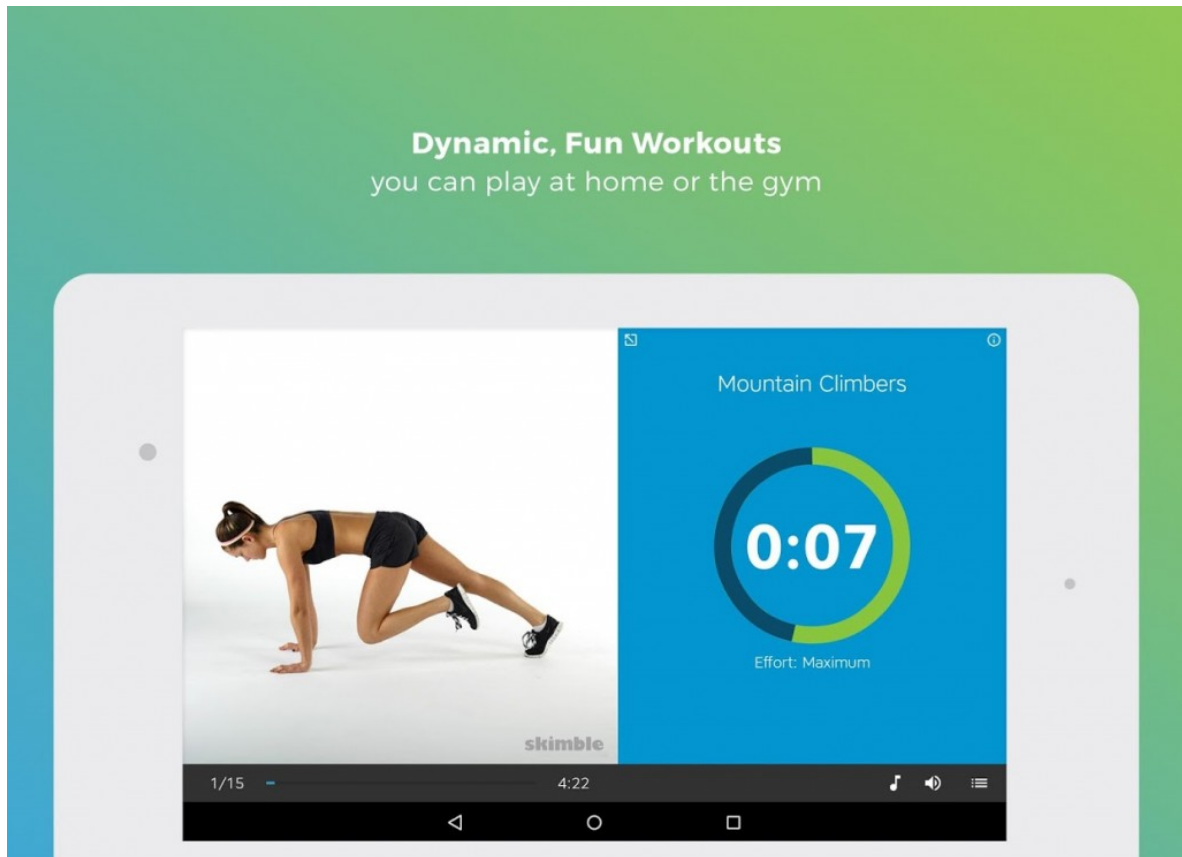 Dynamic, Fun Workouts
you can play at home or the gym
Mountain Climbers
0:07
Effort: Maximum
skimble
1/15
4:22